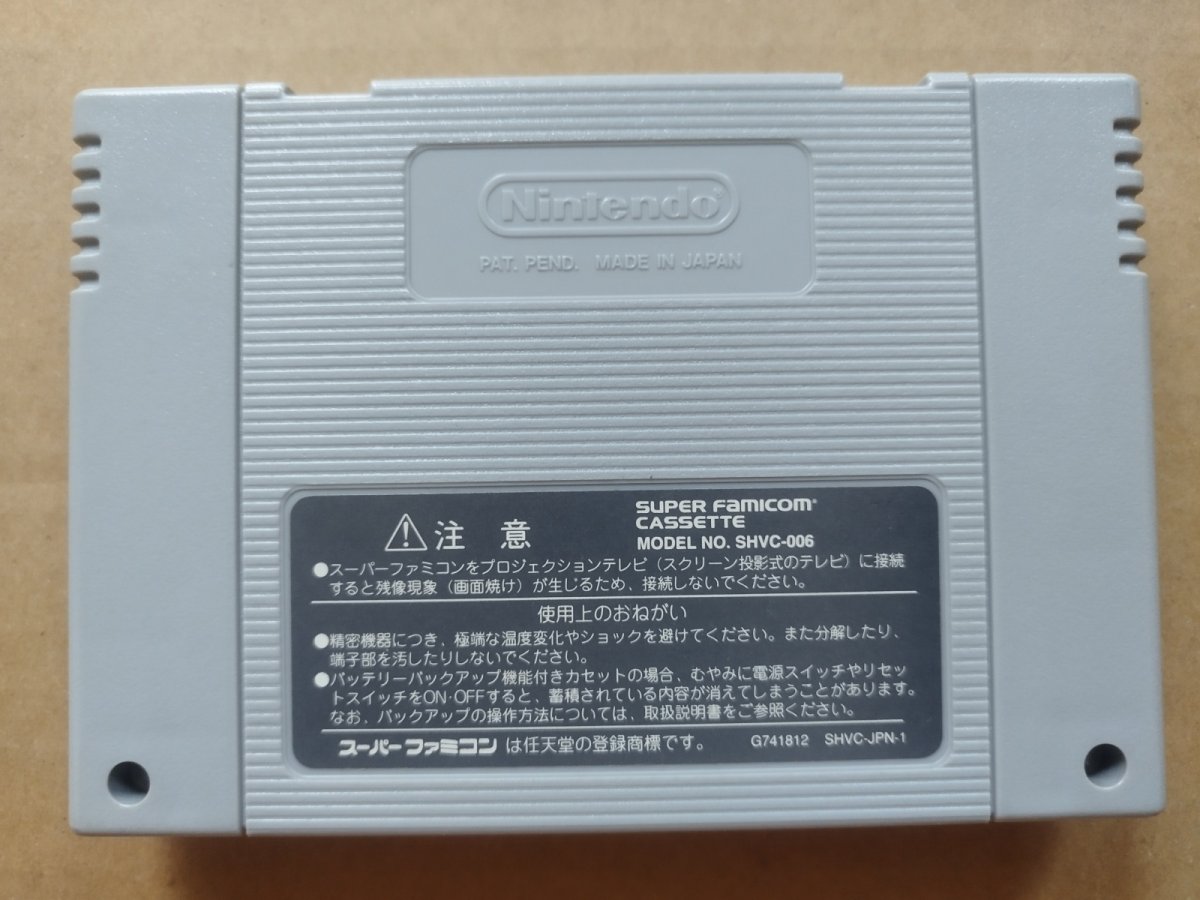 Nintendo®
PAT. PEND. MADE IN JAPAN
注意
SUPER FAMICOM®
CASSETTE
MODEL NO. SHVC-006
●スーパーファミコンをプロジェクションテレビ（スクリーン投影式のテレビ）に接続
すると残像現象（画面焼け）が生じるため、接続しないでください。
使用上のおねがい
●精密機器につき、極端な温度変化やショックを避けてください。また分解したり、
端子部を汚したりしないでください。
●バッテリーバックアップ機能付きカセットの場合、むやみに電源スイッチやリセッ
トスイッチをON・OFFすると、蓄積されている内容が消えてしまうことがあります。
なお、バックアップの操作方法については、取扱説明書をご参照ください。
スーパーファミコン は任天堂の登録商標です。 G741812 SHVC-JPN-1